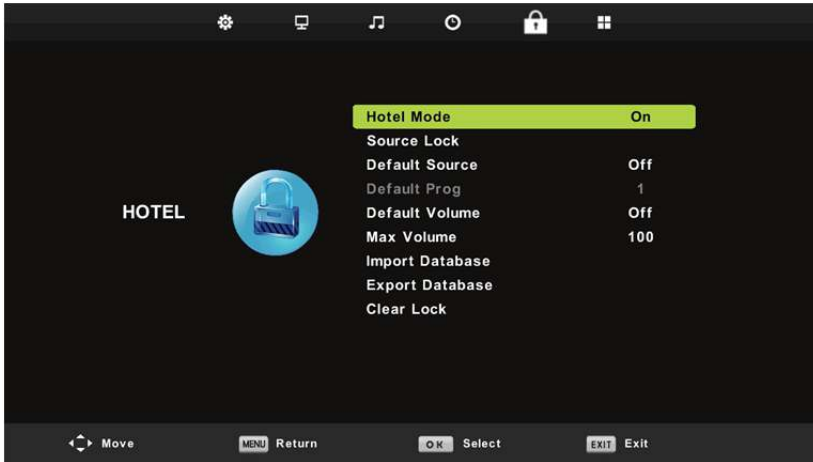 Hotel Mode On
Source Lock
Default Source Off
Default Prog 1
HOTEL
Default Volume Off
Max Volume 100
Import Database
Export Database
Clear Lock
Move MENU Return OK Select EXIT Exit